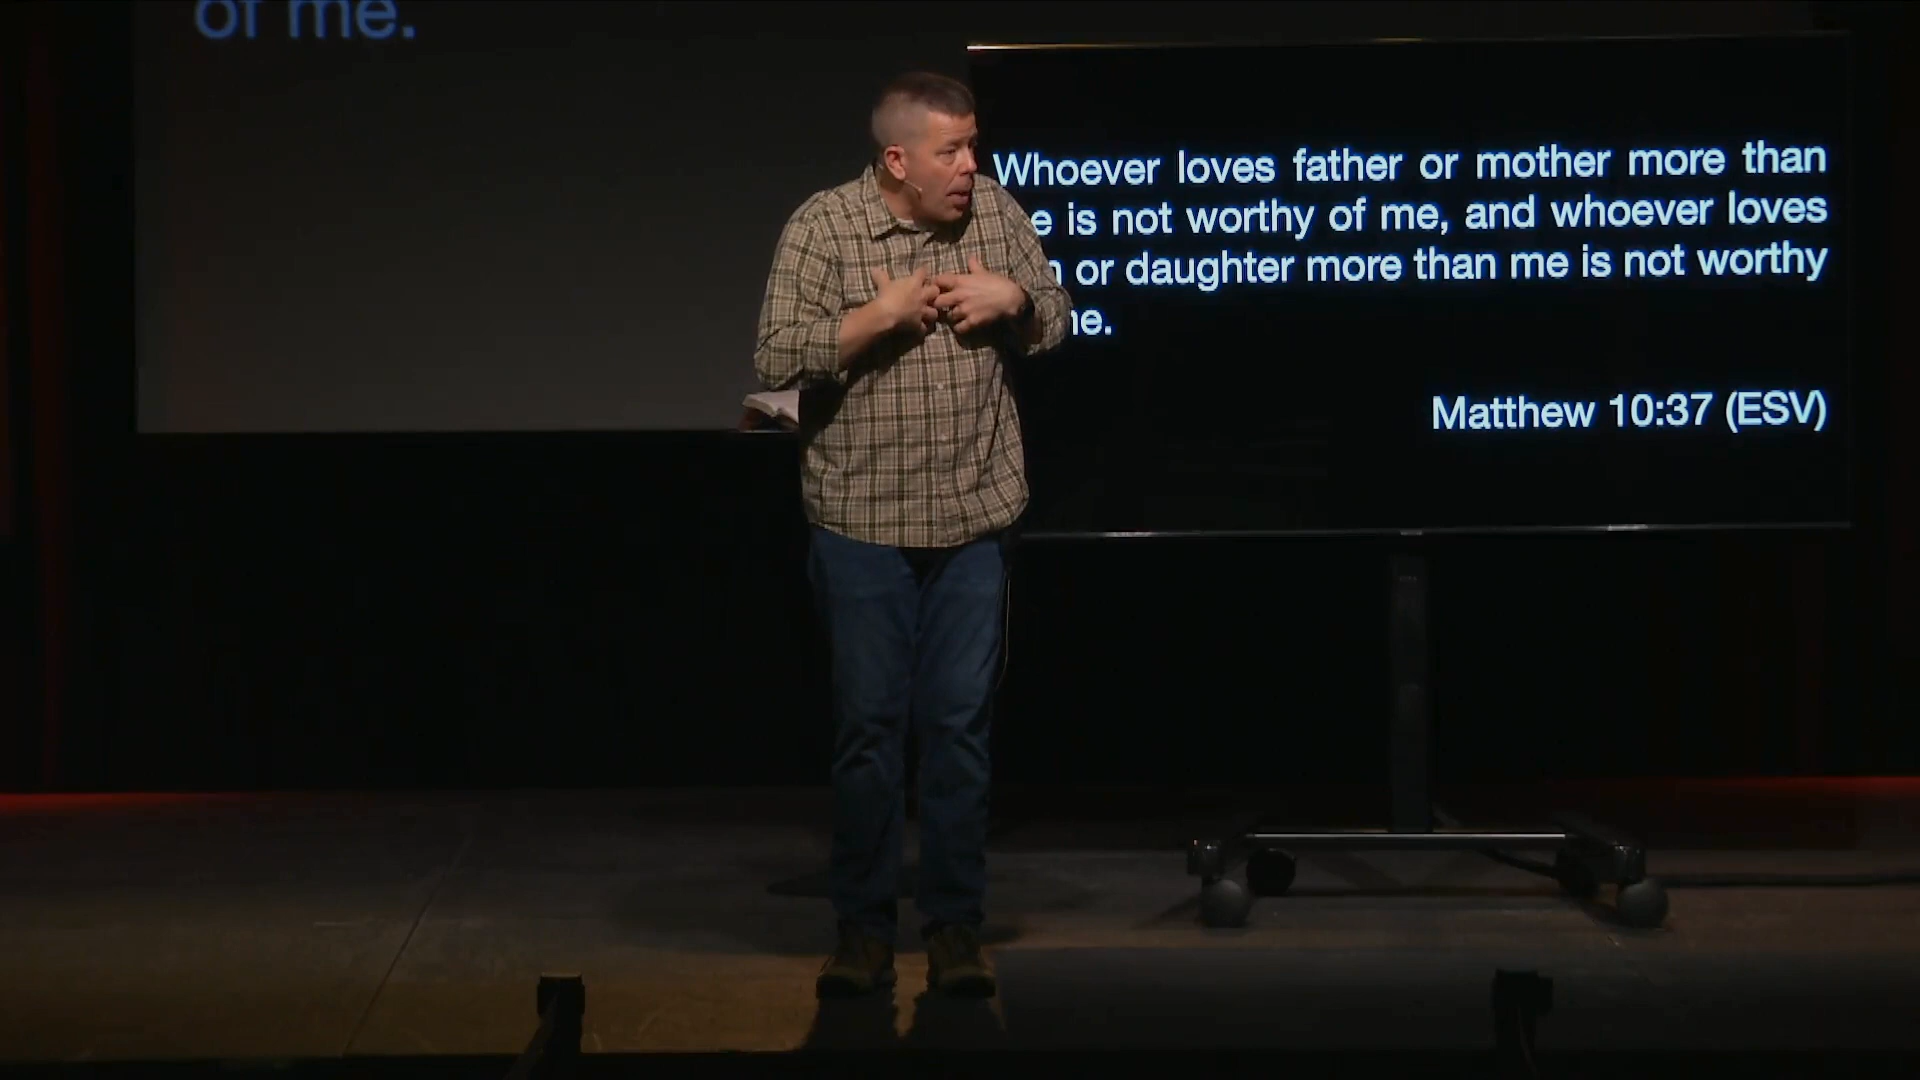 of me.
Whoever loves father or mother more than
e is not worthy of me, and whoever loves
n or daughter more than me is not worthy
me.
Matthew 10:37 (ESV)